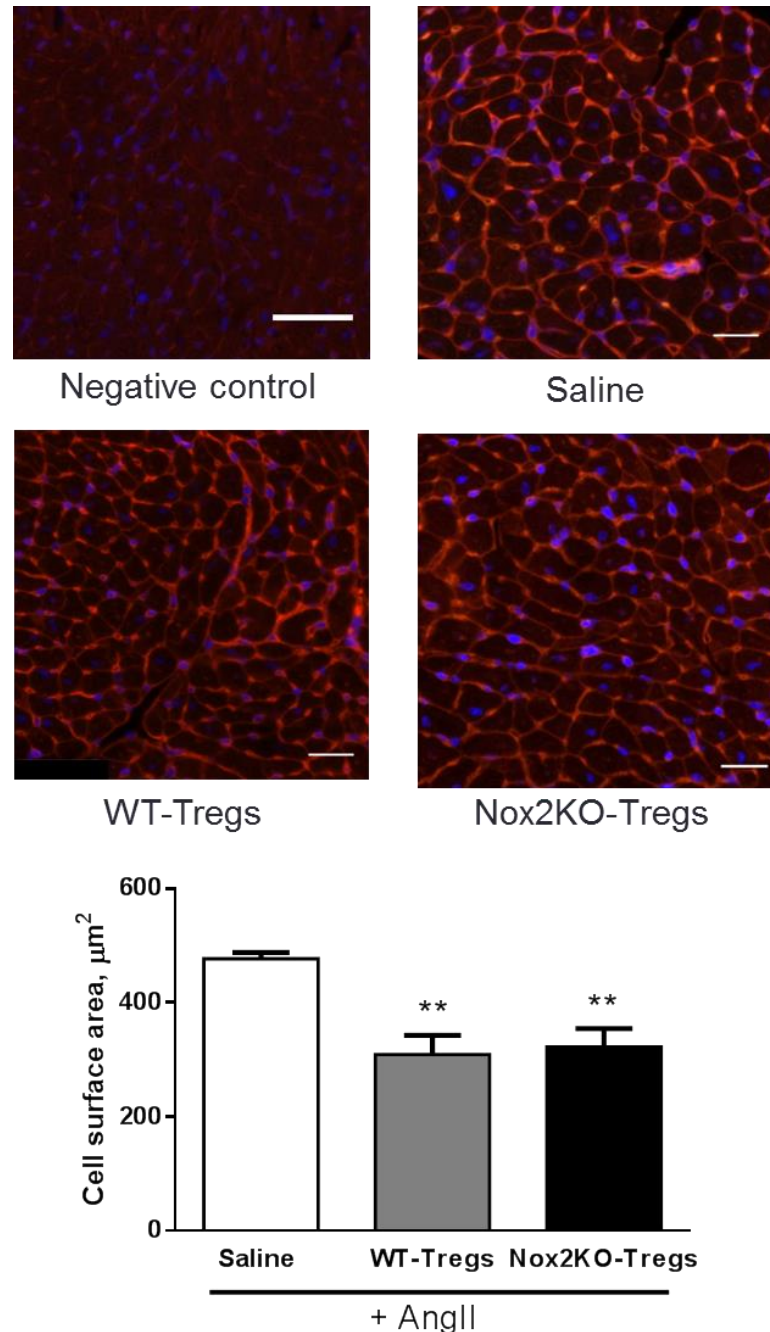 Negative control
Saline
WT-Tregs
Nox2KO-Tregs
600
400
200
0
Cell surface area, μm²
**
**
Saline WT-Tregs Nox2KO-Tregs
+ AngII